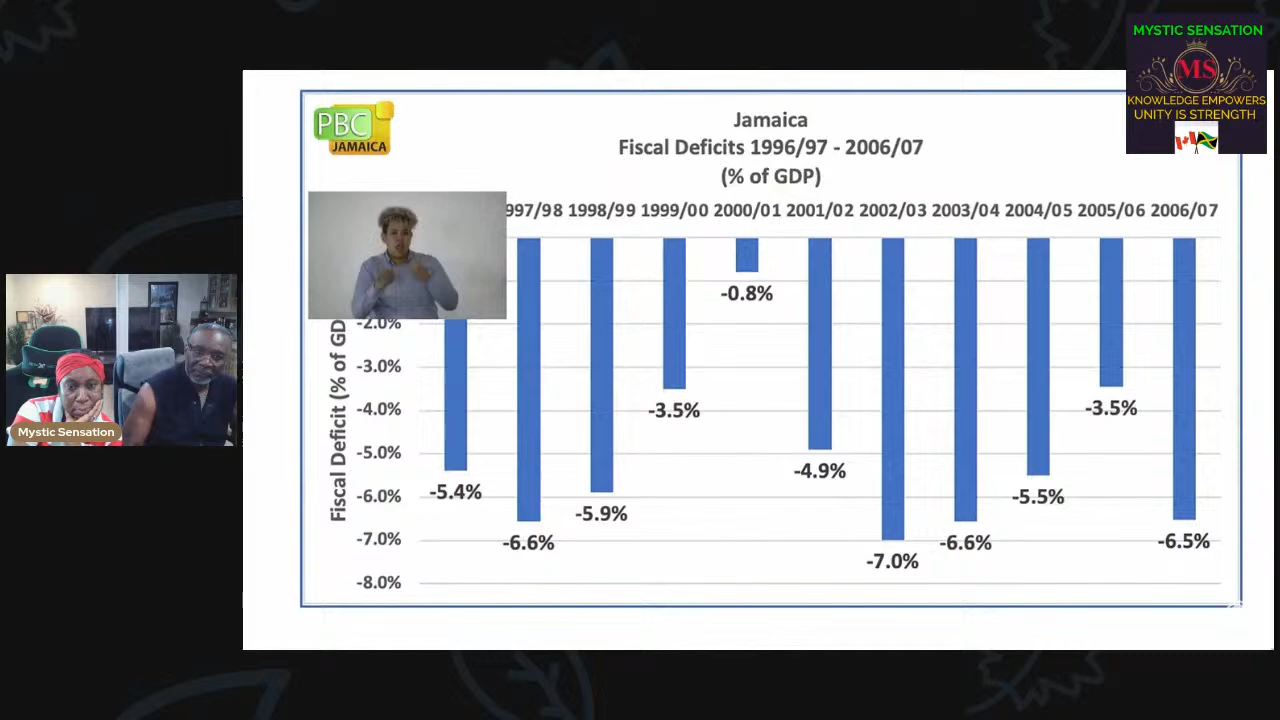 MYSTIC SENSATION
MS
KNOWLEDGE EMPOWERS
UNITY IS STRENGTH
PBC
JAMAICA
Jamaica
Fiscal Deficits 1996/97 - 2006/07
(% of GDP)
997/98 1998/99 1999/00 2000/01 2001/02 2002/03 2003/04 2004/05 2005/06 2006/07
Fiscal Deficit (% of GD
-2.0%
-3.0%
-4.0%
-5.0%
-6.0%
-7.0%
-8.0%
-5.4%
-6.6%
-5.9%
-3.5%
-0.8%
-4.9%
-7.0%
-6.6%
-5.5%
-3.5%
-6.5%
Mystic Sensation